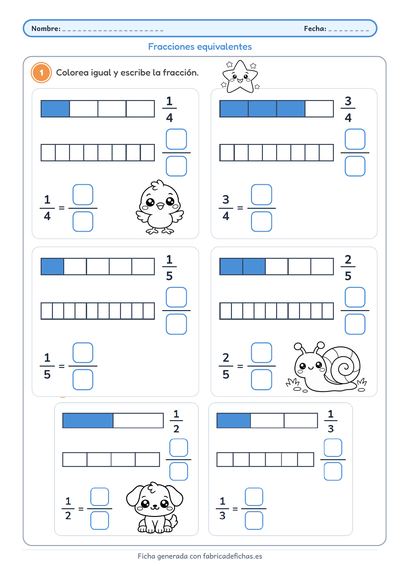 Nombre:
Fecha:
Fracciones equivalentes
1 Colorea igual y escribe la fracción.
1/4
3/4
1/4 =
3/4 =
1/5
2/5
1/5 =
2/5 =
1/2
1/3
1/2 =
1/3 =
Ficha generada con fabricadefichas.es